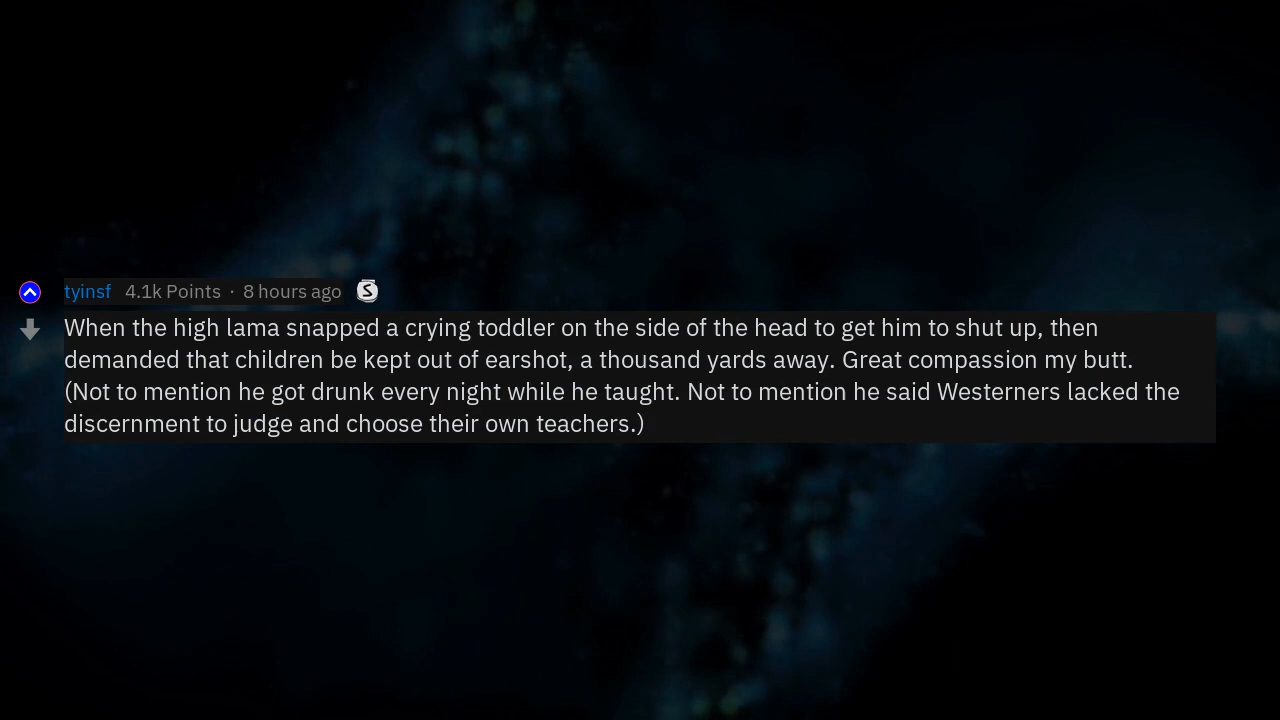 tyinsf 4.1k Points · 8 hours ago S
When the high lama snapped a crying toddler on the side of the head to get him to shut up, then
demanded that children be kept out of earshot, a thousand yards away. Great compassion my butt.
(Not to mention he got drunk every night while he taught. Not to mention he said Westerners lacked the
discernment to judge and choose their own teachers.)